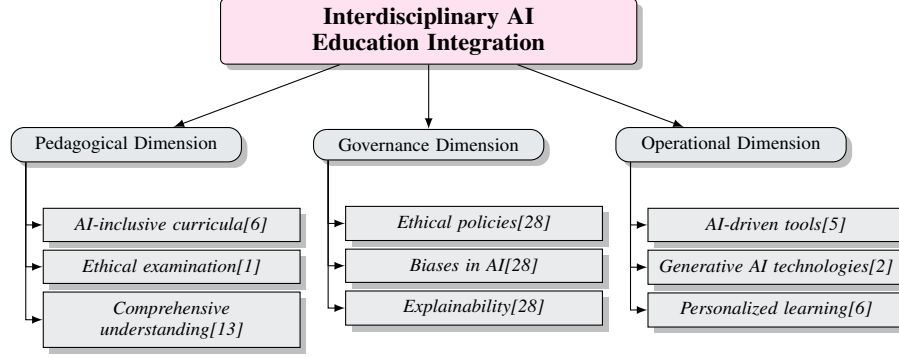 Interdisciplinary AI
Education Integration
Pedagogical Dimension
AI-inclusive curricula[6]
Ethical examination[1]
Comprehensive
understanding[13]
Governance Dimension
Ethical policies[28]
Biases in AI[28]
Explainability[28]
Operational Dimension
AI-driven tools[5]
Generative AI technologies[2]
Personalized learning[6]